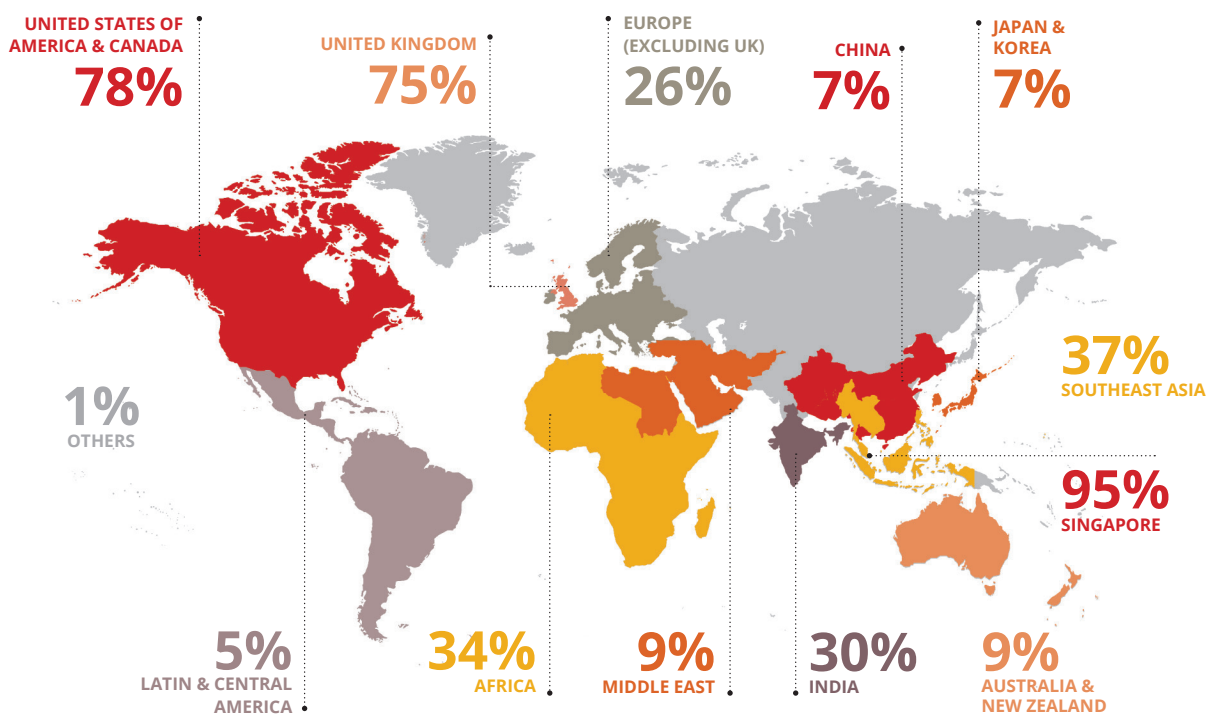 UNITED STATES OF
AMERICA & CANADA
78%
UNITED KINGDOM
75%
EUROPE
(EXCLUDING UK)
26%
CHINA
7%
JAPAN &
KOREA
7%
37%
SOUTHEAST ASIA
1%
OTHERS
95%
SINGAPORE
5%
LATIN & CENTRAL
AMERICA
34%
AFRICA
9%
MIDDLE EAST
30%
INDIA
9%
AUSTRALIA &
NEW ZEALAND